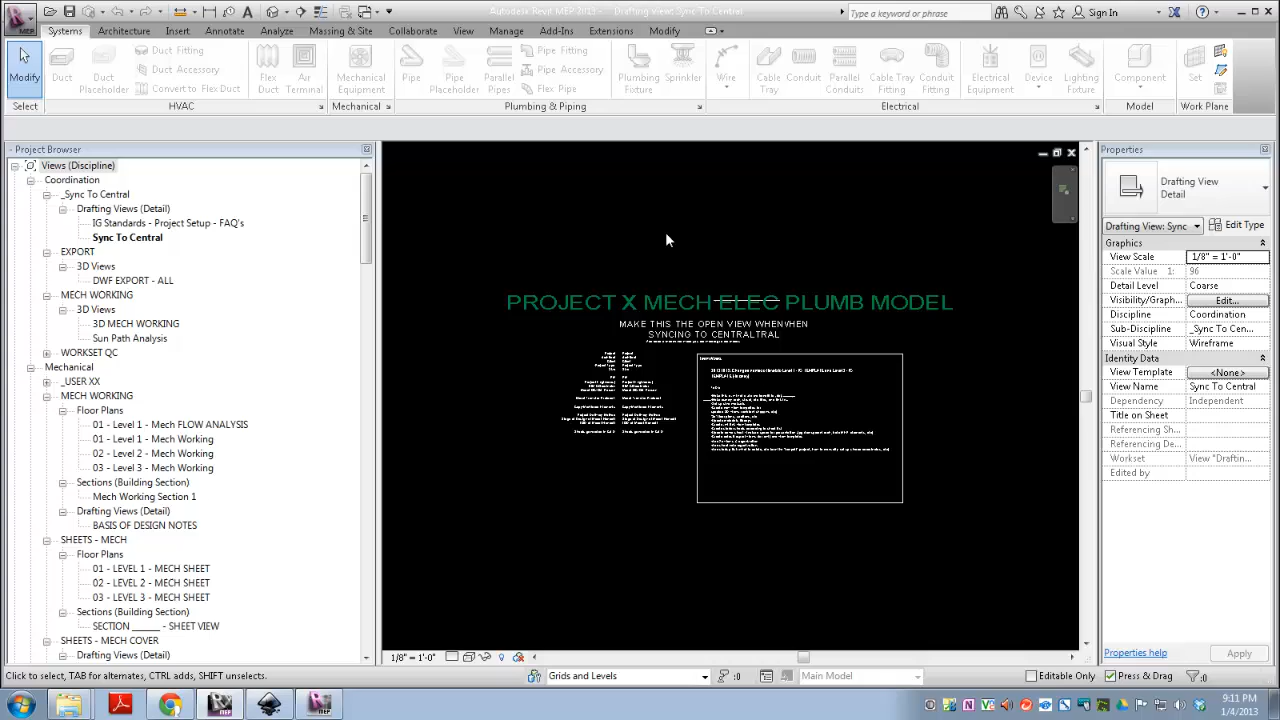 Autodesk Revit MEP 2013 - Drafting View: Sync To Central
Type a keyword or phrase
Sign In
Systems Architecture Insert Annotate Analyze Massing & Site Collaborate View Manage Add-Ins Extensions Modify
Modify
Duct
Duct Placeholder
Duct Fitting
Duct Accessory
Convert to Flex Duct
Flex Duct
Air Terminal
Mechanical Equipment
Pipe
Pipe Placeholder
Parallel Pipes
Pipe Fitting
Pipe Accessory
Flex Pipe
Plumbing Fixture
Sprinkler
Wire
Cable Tray
Conduit
Parallel Conduits
Cable Tray Fitting
Conduit Fitting
Electrical Equipment
Device
Lighting Fixture
Component
Set
Select HVAC Mechanical Plumbing & Piping Electrical Model Work Plane
Project Browser
Views (Discipline)
Coordination
_Sync To Central
Drafting Views (Detail)
IG Standards - Project Setup - FAQ's
Sync To Central
EXPORT
3D Views
DWF EXPORT - ALL
MECH WORKING
3D Views
3D MECH WORKING
Sun Path Analysis
WORKSET QC
Mechanical
_USER XX
MECH WORKING
Floor Plans
01 - Level 1 - Mech FLOW ANALYSIS
01 - Level 1 - Mech Working
02 - Level 2 - Mech Working
03 - Level 3 - Mech Working
Sections (Building Section)
Mech Working Section 1
Drafting Views (Detail)
BASIS OF DESIGN NOTES
SHEETS - MECH
Floor Plans
01 - LEVEL 1 - MECH SHEET
02 - LEVEL 2 - MECH SHEET
03 - LEVEL 3 - MECH SHEET
Sections (Building Section)
SECTION ______ - SHEET VIEW
SHEETS - MECH COVER
Drafting Views (Detail)
PROJECT X MECH ELEC PLUMB MODEL
MAKE THIS THE OPEN VIEW WHENWHEN
SYNCING TO CENTRALTRAL
1/8" = 1'-0"
Properties
Drafting View
Detail
Drafting View: Sync
Edit Type
Graphics
View Scale 1/8" = 1'-0"
Scale Value 1: 96
Detail Level Coarse
Visibility/Graph... Edit...
Discipline Coordination
Sub-Discipline _Sync To Cen...
Visual Style Wireframe
Identity Data
View Template <None>
View Name Sync To Central
Dependency Independent
Title on Sheet
Referencing Sh...
Referencing De...
Workset View "Draftin...
Edited by
Properties help
Apply
Click to select, TAB for alternates, CTRL adds, SHIFT unselects.
Grids and Levels
:0
Main Model
Editable Only
Press & Drag
:0
9:11 PM
1/4/2013